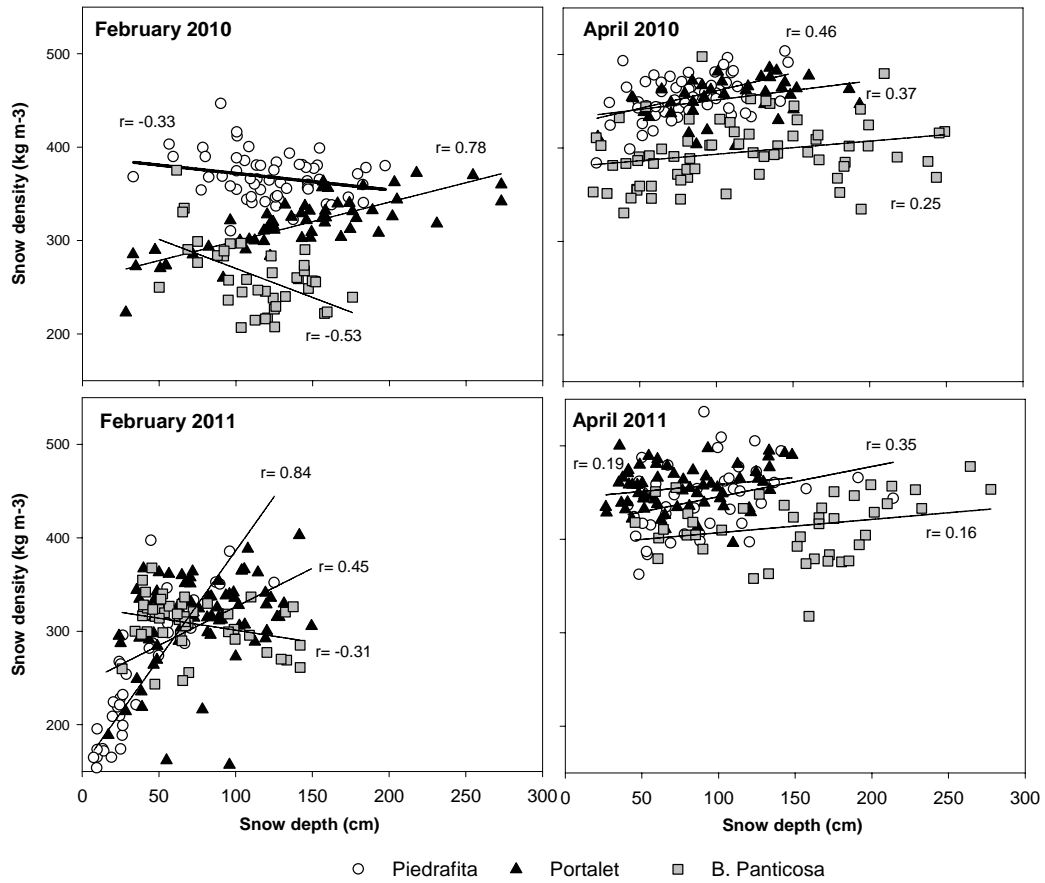 February 2010
April 2010
r= 0.46
r= -0.33
r= 0.78
r= 0.37
r= 0.25
r= -0.53
500
400
300
200
Snow density (kg m-3)
February 2011
April 2011
r= 0.84
r= 0.19
r= 0.35
r= 0.45
r= 0.16
r= -0.31
500
400
300
200
Snow density (kg m-3)
0 50 100 150 200 250 300
0 50 100 150 200 250 300
Snow depth (cm)
Snow depth (cm)
Piedrafita Portalet B. Panticosa